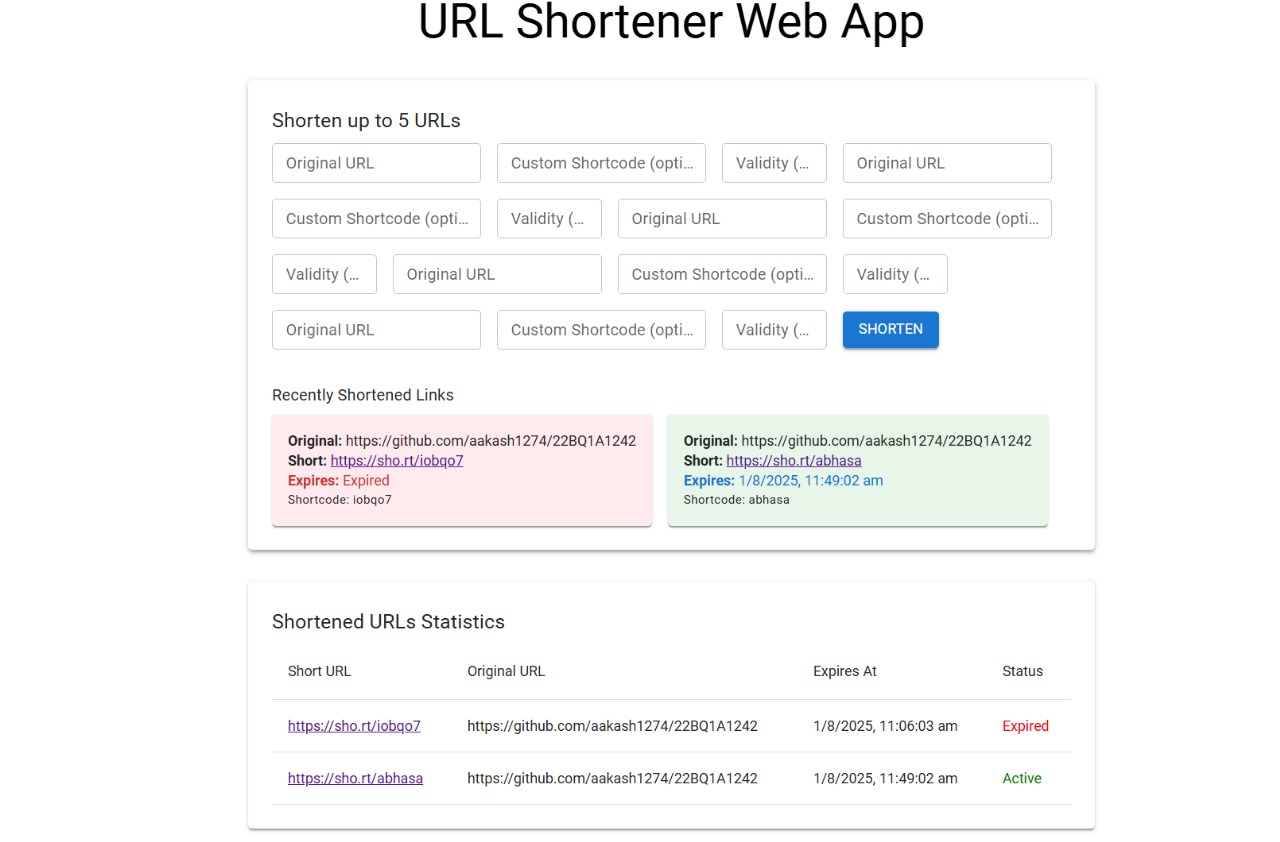 URL Shortener Web App
Shorten up to 5 URLs
Original URL Custom Shortcode (opti... Validity (... Original URL
Custom Shortcode (opti... Validity (... Original URL Custom Shortcode (opti...
Validity (... Original URL Custom Shortcode (opti... Validity (...
Original URL Custom Shortcode (opti... Validity (... SHORTEN
Recently Shortened Links
Original: https://github.com/aakash1274/22BQ1A1242
Short: https://sho.rt/iobqo7
Expires: Expired
Shortcode: iobqo7
Original: https://github.com/aakash1274/22BQ1A1242
Short: https://sho.rt/abhasa
Expires: 1/8/2025, 11:49:02 am
Shortcode: abhasa
Shortened URLs Statistics
Short URL Original URL Expires At Status
https://sho.rt/iobqo7 https://github.com/aakash1274/22BQ1A1242 1/8/2025, 11:06:03 am Expired
https://sho.rt/abhasa https://github.com/aakash1274/22BQ1A1242 1/8/2025, 11:49:02 am Active